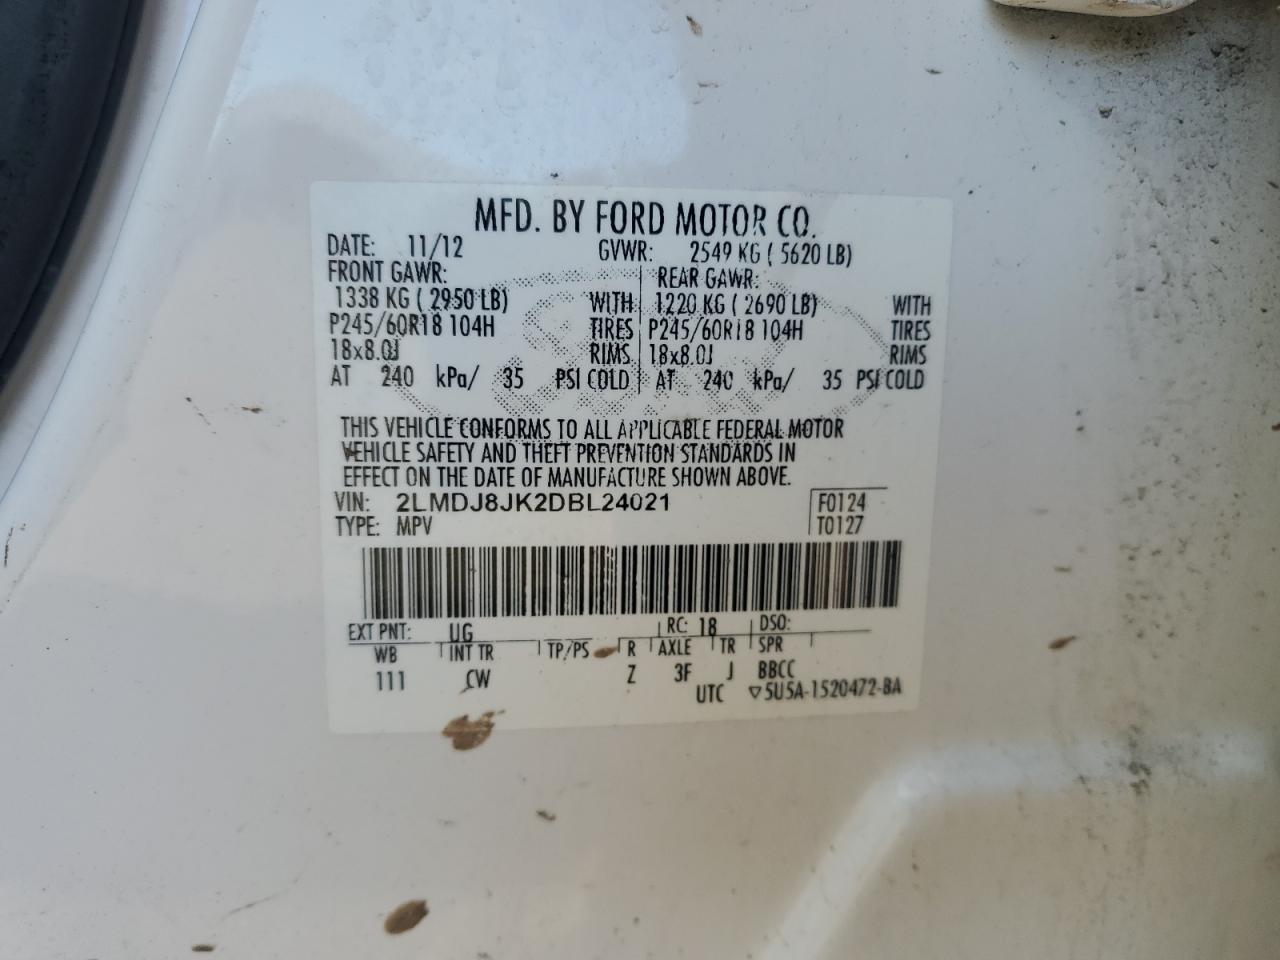 MFD. BY FORD MOTOR CO.
DATE: 11/12 GVWR: 2549 KG ( 5620 LB)
FRONT GAWR: REAR GAWR:
1338 KG ( 2950 LB) WITH 1220 KG ( 2690 LB) WITH
P245/60R18 104H TIRES P245/60R18 104H TIRES
18x8.0J RIMS 18x8.0J RIMS
AT 240 kPa/ 35 PSI COLD AT 240 kPa/ 35 PSI COLD
THIS VEHICLE CONFORMS TO ALL APPLICABLE FEDERAL MOTOR
VEHICLE SAFETY AND THEFT PREVENTION STANDARDS IN
EFFECT ON THE DATE OF MANUFACTURE SHOWN ABOVE.
VIN: 2LMDJ8JK2DBL24021 F0124
TYPE: MPV T0127
EXT PNT: UG RC: 18 DSO:
WB INT TR TP/PS R AXLE TR SPR
111 CW Z 3F J BBCC
UTC ▽5U5A-1520472-BA